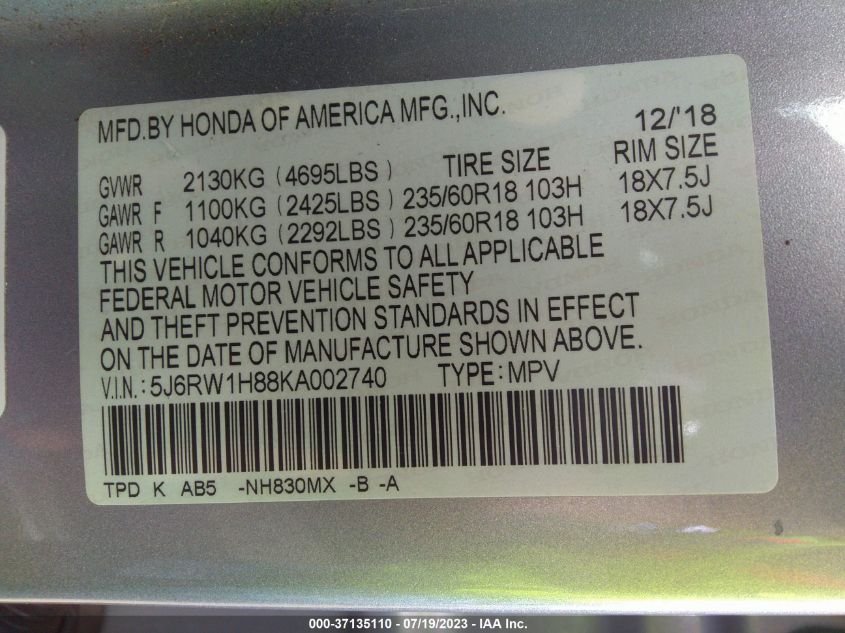 MFD.BY HONDA OF AMERICA MFG.,INC. 12/'18
GVWR 2130KG (4695LBS) TIRE SIZE RIM SIZE
GAWR F 1100KG (2425LBS) 235/60R18 103H 18X7.5J
GAWR R 1040KG (2292LBS) 235/60R18 103H 18X7.5J
THIS VEHICLE CONFORMS TO ALL APPLICABLE
FEDERAL MOTOR VEHICLE SAFETY
AND THEFT PREVENTION STANDARDS IN EFFECT
ON THE DATE OF MANUFACTURE SHOWN ABOVE.
V.I.N.: 5J6RW1H88KA002740 TYPE: MPV
TPD K AB5 -NH830MX -B -A
000-37135110 - 07/19/2023 - IAA Inc.